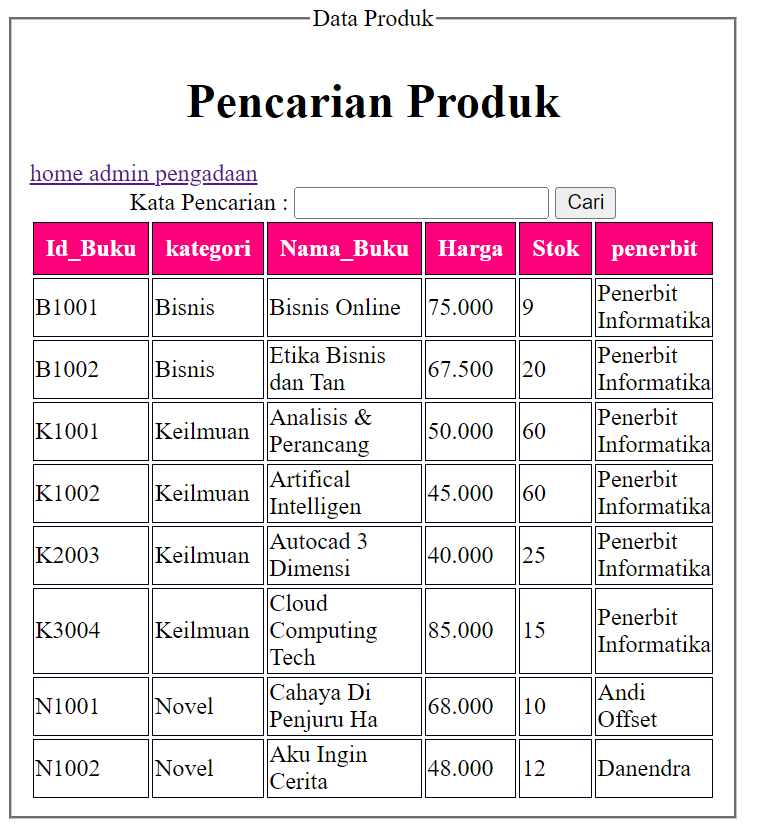 Data Produk
Pencarian Produk
home admin pengadaan
Kata Pencarian : Cari
Id_Buku kategori Nama_Buku Harga Stok penerbit
B1001 Bisnis Bisnis Online 75.000 9 Penerbit Informatika
B1002 Bisnis Etika Bisnis dan Tan 67.500 20 Penerbit Informatika
K1001 Keilmuan Analisis & Perancang 50.000 60 Penerbit Informatika
K1002 Keilmuan Artifical Intelligen 45.000 60 Penerbit Informatika
K2003 Keilmuan Autocad 3 Dimensi 40.000 25 Penerbit Informatika
K3004 Keilmuan Cloud Computing Tech 85.000 15 Penerbit Informatika
N1001 Novel Cahaya Di Penjuru Ha 68.000 10 Andi Offset
N1002 Novel Aku Ingin Cerita 48.000 12 Danendra